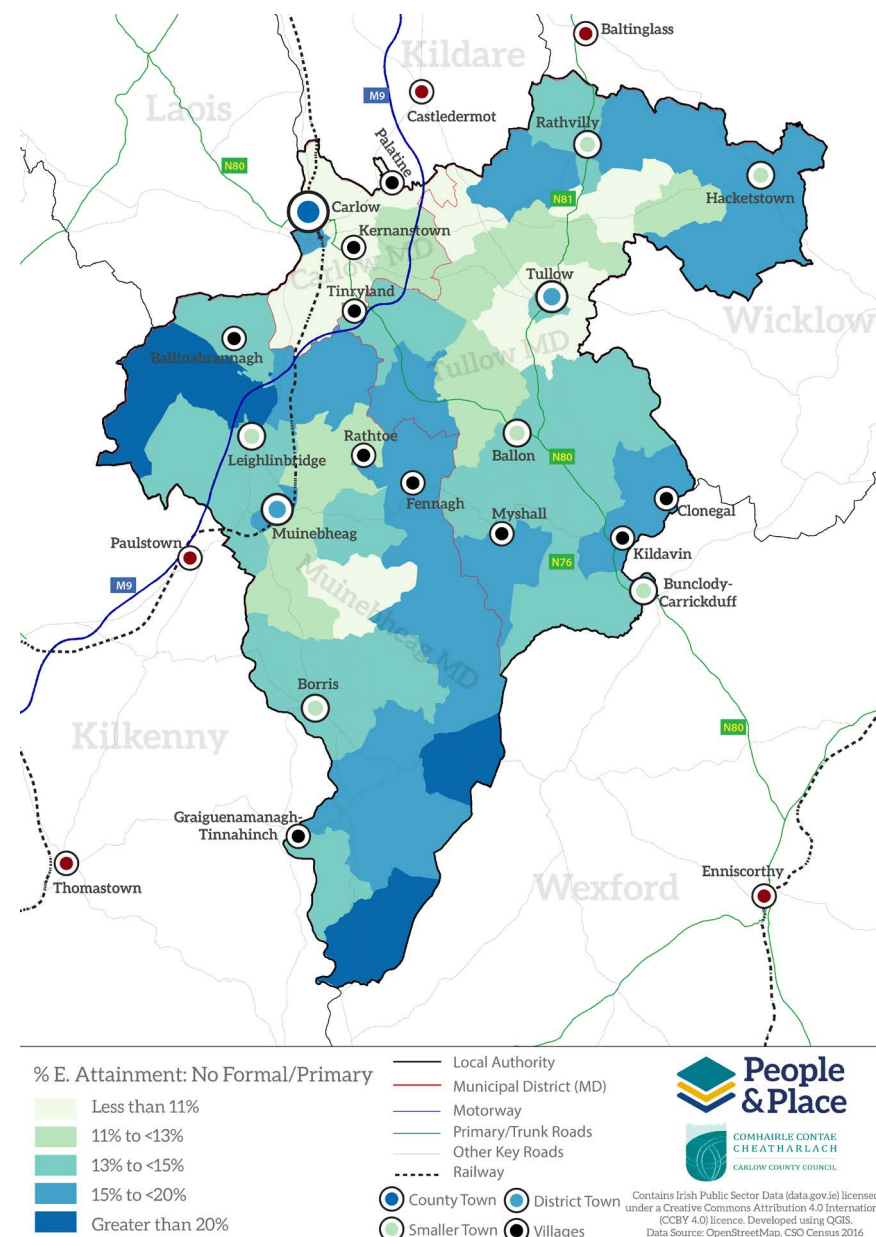 Baltinglass
Kildare
M9
Castledermot
Laois
Rathvilly
Palatine
N80
Hacketstown
N81
Carlow
Kernanstown
Carlow MD
Tullow
Tinryland
Wicklow
Ballinabrannagh
Tullow MD
Rathtoe
Leighlinbridge
Ballon
N80
Fennagh
Clonegal
Myshall
Muinebheag
Paulstown
Kildavin
N76
M9
Bunclody-
Carrickduff
Muinebheag MD
Borris
Kilkenny
N80
Graiguenamanagh-
Tinnahinch
Enniscorthy
Thomastown
Wexford
% E. Attainment: No Formal/Primary
Less than 11%
11% to <13%
13% to <15%
15% to <20%
Greater than 20%
Local Authority
Municipal District (MD)
Motorway
Primary/Trunk Roads
Other Key Roads
Railway
County Town
District Town
Smaller Town
Villages
People
&Place
COMHAIRLE CONTAE
CHEATHARLACH
CARLOW COUNTY COUNCIL
Contains Irish Public Sector Data (data.gov.ie) licensed
under a Creative Commons Attribution 4.0 Internation
(CCBY 4.0) licence. Developed using QGIS.
Data Source: OpenStreetMap, CSO Census 2016